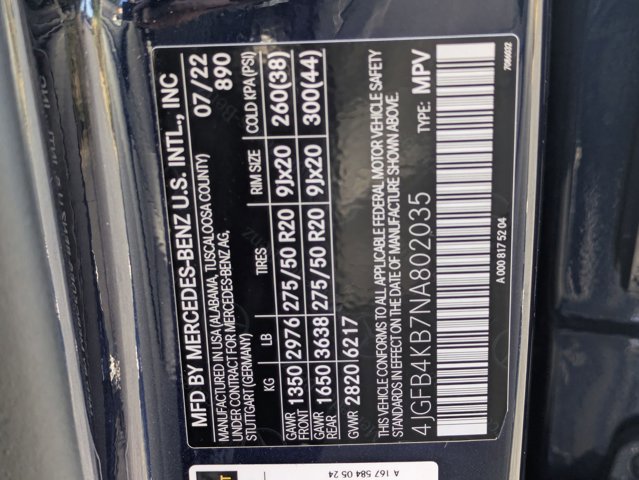 MFD BY MERCEDES-BENZ U.S. INTL., INC
MANUFACTURED IN USA (ALABAMA, TUSCALOOSA COUNTY) 07/22
UNDER CONTRACT FOR MERCEDES-BENZ AG, 890
STUTTGART (GERMANY)
KG LB TIRES RIM SIZE COLD KPA (PSI)
GAWR FRONT 1350 2976 275/50 R20 9Jx20 260(38)
GAWR REAR 1650 3638 275/50 R20 9Jx20 300(44)
GVWR 2820 6217
THIS VEHICLE CONFORMS TO ALL APPLICABLE FEDERAL MOTOR VEHICLE SAFETY
STANDARDS IN EFFECT ON THE DATE OF MANUFACTURE SHOWN ABOVE.
4JGFB4KB7NA802035 TYPE: MPV
A 000 817 52 04
7086932
A 167 584 05 24